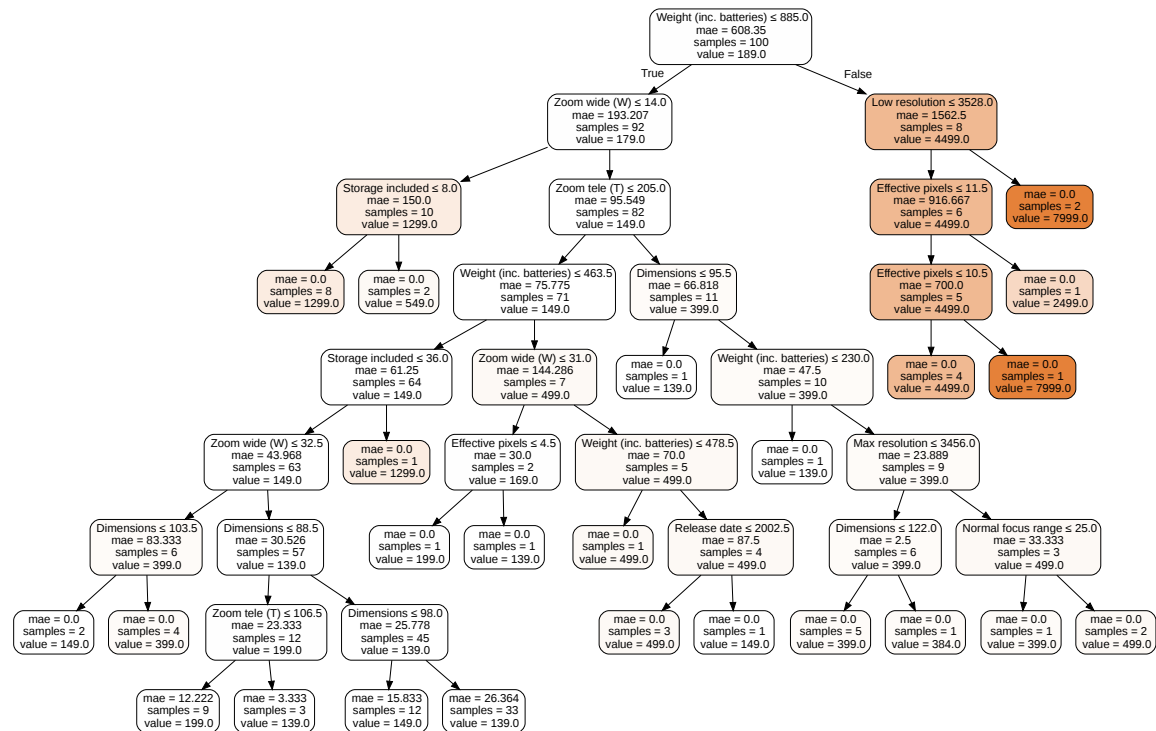 Weight (inc. batteries) ≤ 885.0
mae = 608.35
samples = 100
value = 189.0
True
False
Zoom wide (W) ≤ 14.0
mae = 193.207
samples = 92
value = 179.0
Low resolution ≤ 3528.0
mae = 1562.5
samples = 8
value = 4499.0
Storage included ≤ 8.0
mae = 150.0
samples = 10
value = 1299.0
Zoom tele (T) ≤ 205.0
mae = 95.549
samples = 82
value = 149.0
Effective pixels ≤ 11.5
mae = 916.667
samples = 6
value = 4499.0
mae = 0.0
samples = 2
value = 7999.0
mae = 0.0
samples = 8
value = 1299.0
mae = 0.0
samples = 2
value = 549.0
Weight (inc. batteries) ≤ 463.5
mae = 75.775
samples = 71
value = 149.0
Dimensions ≤ 95.5
mae = 66.818
samples = 11
value = 399.0
Effective pixels ≤ 10.5
mae = 700.0
samples = 5
value = 4499.0
mae = 0.0
samples = 1
value = 2499.0
Storage included ≤ 36.0
mae = 61.25
samples = 64
value = 149.0
Zoom wide (W) ≤ 31.0
mae = 144.286
samples = 7
value = 499.0
mae = 0.0
samples = 1
value = 139.0
Weight (inc. batteries) ≤ 230.0
mae = 47.5
samples = 10
value = 399.0
mae = 0.0
samples = 4
value = 4499.0
mae = 0.0
samples = 1
value = 7999.0
Zoom wide (W) ≤ 32.5
mae = 43.968
samples = 63
value = 149.0
mae = 0.0
samples = 1
value = 1299.0
Effective pixels ≤ 4.5
mae = 30.0
samples = 2
value = 169.0
Weight (inc. batteries) ≤ 478.5
mae = 70.0
samples = 5
value = 499.0
mae = 0.0
samples = 1
value = 139.0
Max resolution ≤ 3456.0
mae = 23.889
samples = 9
value = 399.0
Dimensions ≤ 103.5
mae = 83.333
samples = 6
value = 399.0
Dimensions ≤ 88.5
mae = 30.526
samples = 57
value = 139.0
mae = 0.0
samples = 1
value = 199.0
mae = 0.0
samples = 1
value = 139.0
mae = 0.0
samples = 1
value = 499.0
Release date ≤ 2002.5
mae = 87.5
samples = 4
value = 499.0
Dimensions ≤ 122.0
mae = 2.5
samples = 6
value = 399.0
Normal focus range ≤ 25.0
mae = 33.333
samples = 3
value = 499.0
mae = 0.0
samples = 2
value = 149.0
mae = 0.0
samples = 4
value = 399.0
Zoom tele (T) ≤ 106.5
mae = 23.333
samples = 12
value = 199.0
Dimensions ≤ 98.0
mae = 25.778
samples = 45
value = 139.0
mae = 0.0
samples = 3
value = 499.0
mae = 0.0
samples = 1
value = 149.0
mae = 0.0
samples = 5
value = 399.0
mae = 0.0
samples = 1
value = 384.0
mae = 0.0
samples = 1
value = 399.0
mae = 0.0
samples = 2
value = 499.0
mae = 12.222
samples = 9
value = 199.0
mae = 3.333
samples = 3
value = 139.0
mae = 15.833
samples = 12
value = 149.0
mae = 26.364
samples = 33
value = 139.0